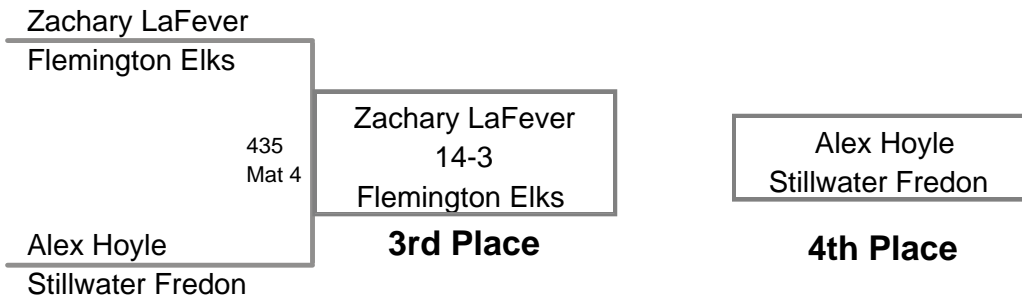 Zachary LaFever
Flemington Elks
435
Mat 4
Alex Hoyle
Stillwater Fredon
Zachary LaFever
14-3
Flemington Elks
3rd Place
Alex Hoyle
Stillwater Fredon
4th Place